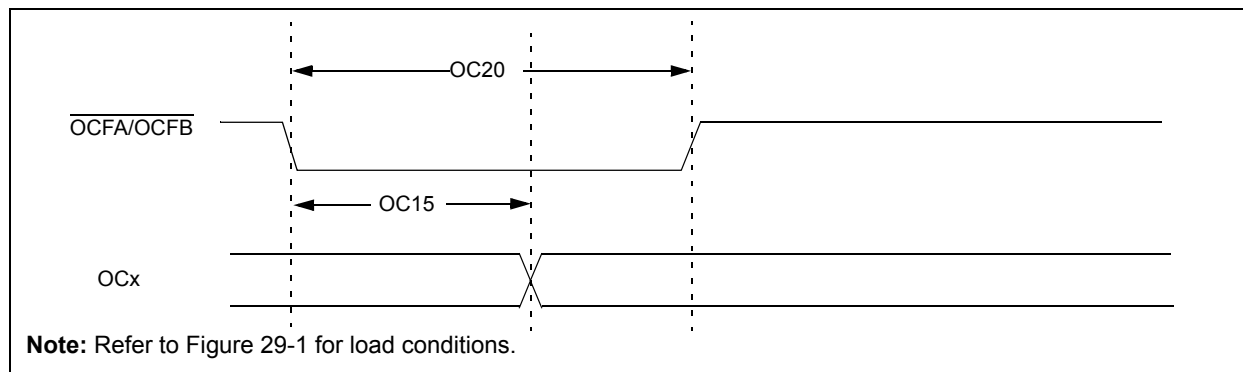 OC20
OCFA/OCFB
OC15
OCx
Note: Refer to Figure 29-1 for load conditions.